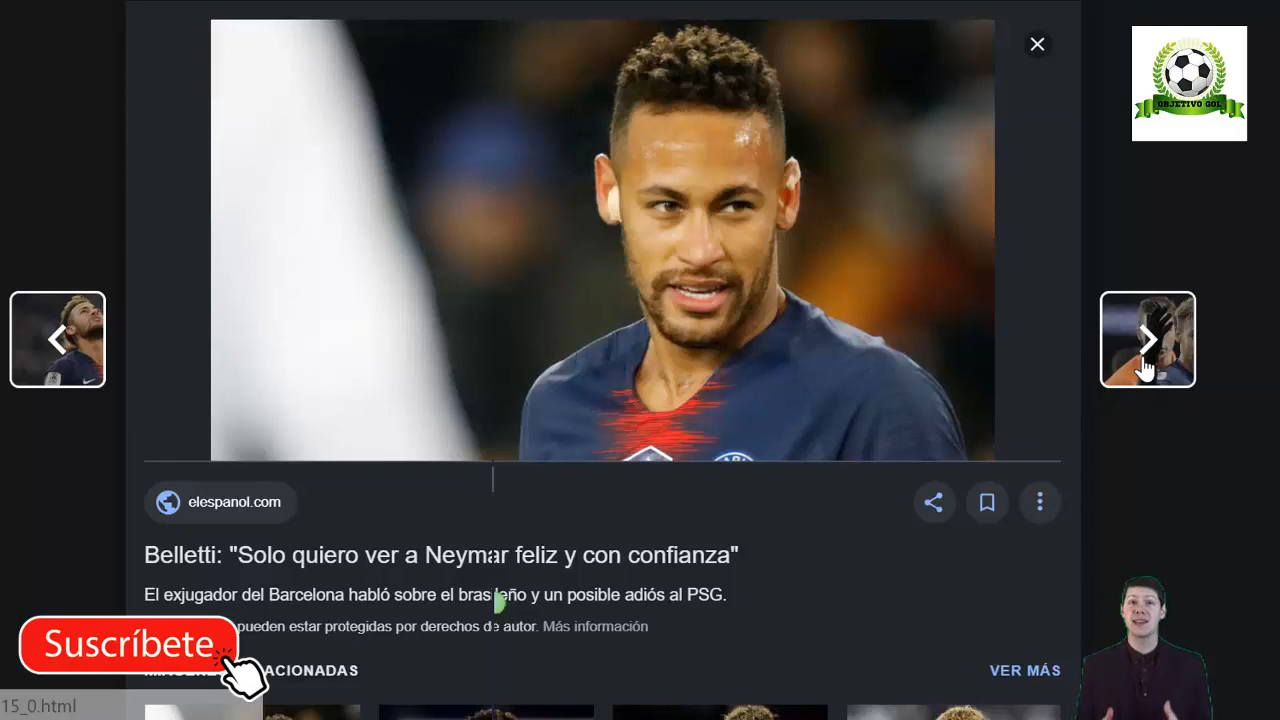 OBJETIVO GOL
elespanol.com
Belletti: "Solo quiero ver a Neymar feliz y con confianza"
El exjugador del Barcelona habló sobre el brasileño y un posible adiós al PSG.
pueden estar protegidas por derechos de autor. Más información
Suscríbete
VER MÁS
15_0.html